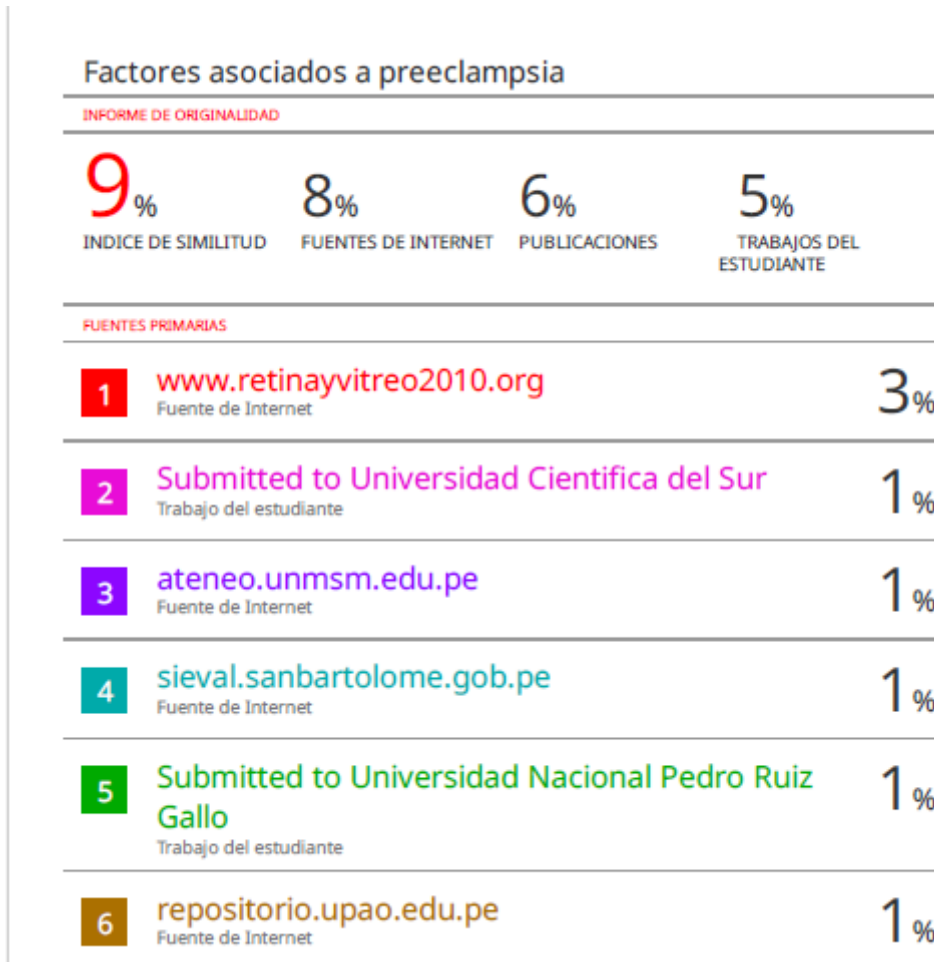 Factores asociados a preeclampsia
INFORME DE ORIGINALIDAD
9% 8% 6% 5%
INDICE DE SIMILITUD FUENTES DE INTERNET PUBLICACIONES TRABAJOS DEL
ESTUDIANTE
FUENTES PRIMARIAS
1 www.retinayvitreo2010.org 3%
Fuente de Internet
2 Submitted to Universidad Cientifica del Sur 1%
Trabajo del estudiante
3 ateneo.unmsm.edu.pe 1%
Fuente de Internet
4 sieval.sanbartolome.gob.pe 1%
Fuente de Internet
5 Submitted to Universidad Nacional Pedro Ruiz 1%
Gallo
Trabajo del estudiante
6 repositorio.upao.edu.pe 1%
Fuente de Internet